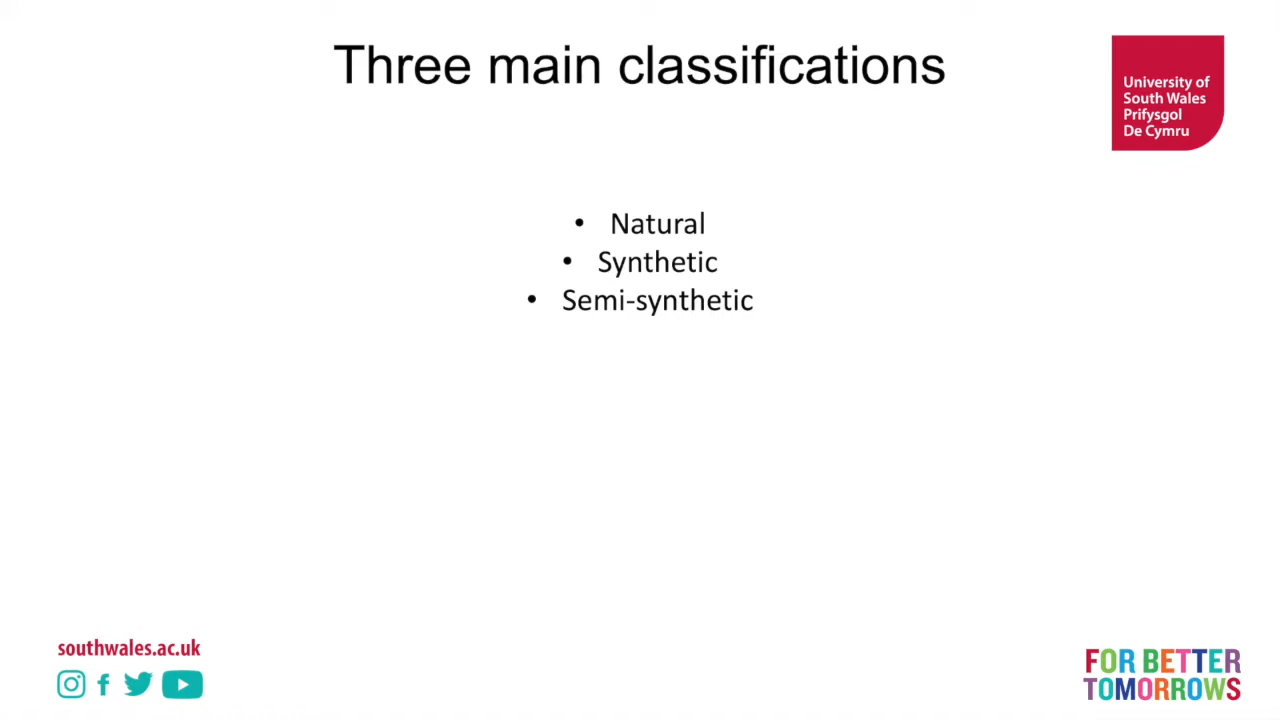 Three main classifications
University of
South Wales
Prifysgol
De Cymru
• Natural
• Synthetic
• Semi-synthetic
southwales.ac.uk
FOR BETTER
TOMORROWS